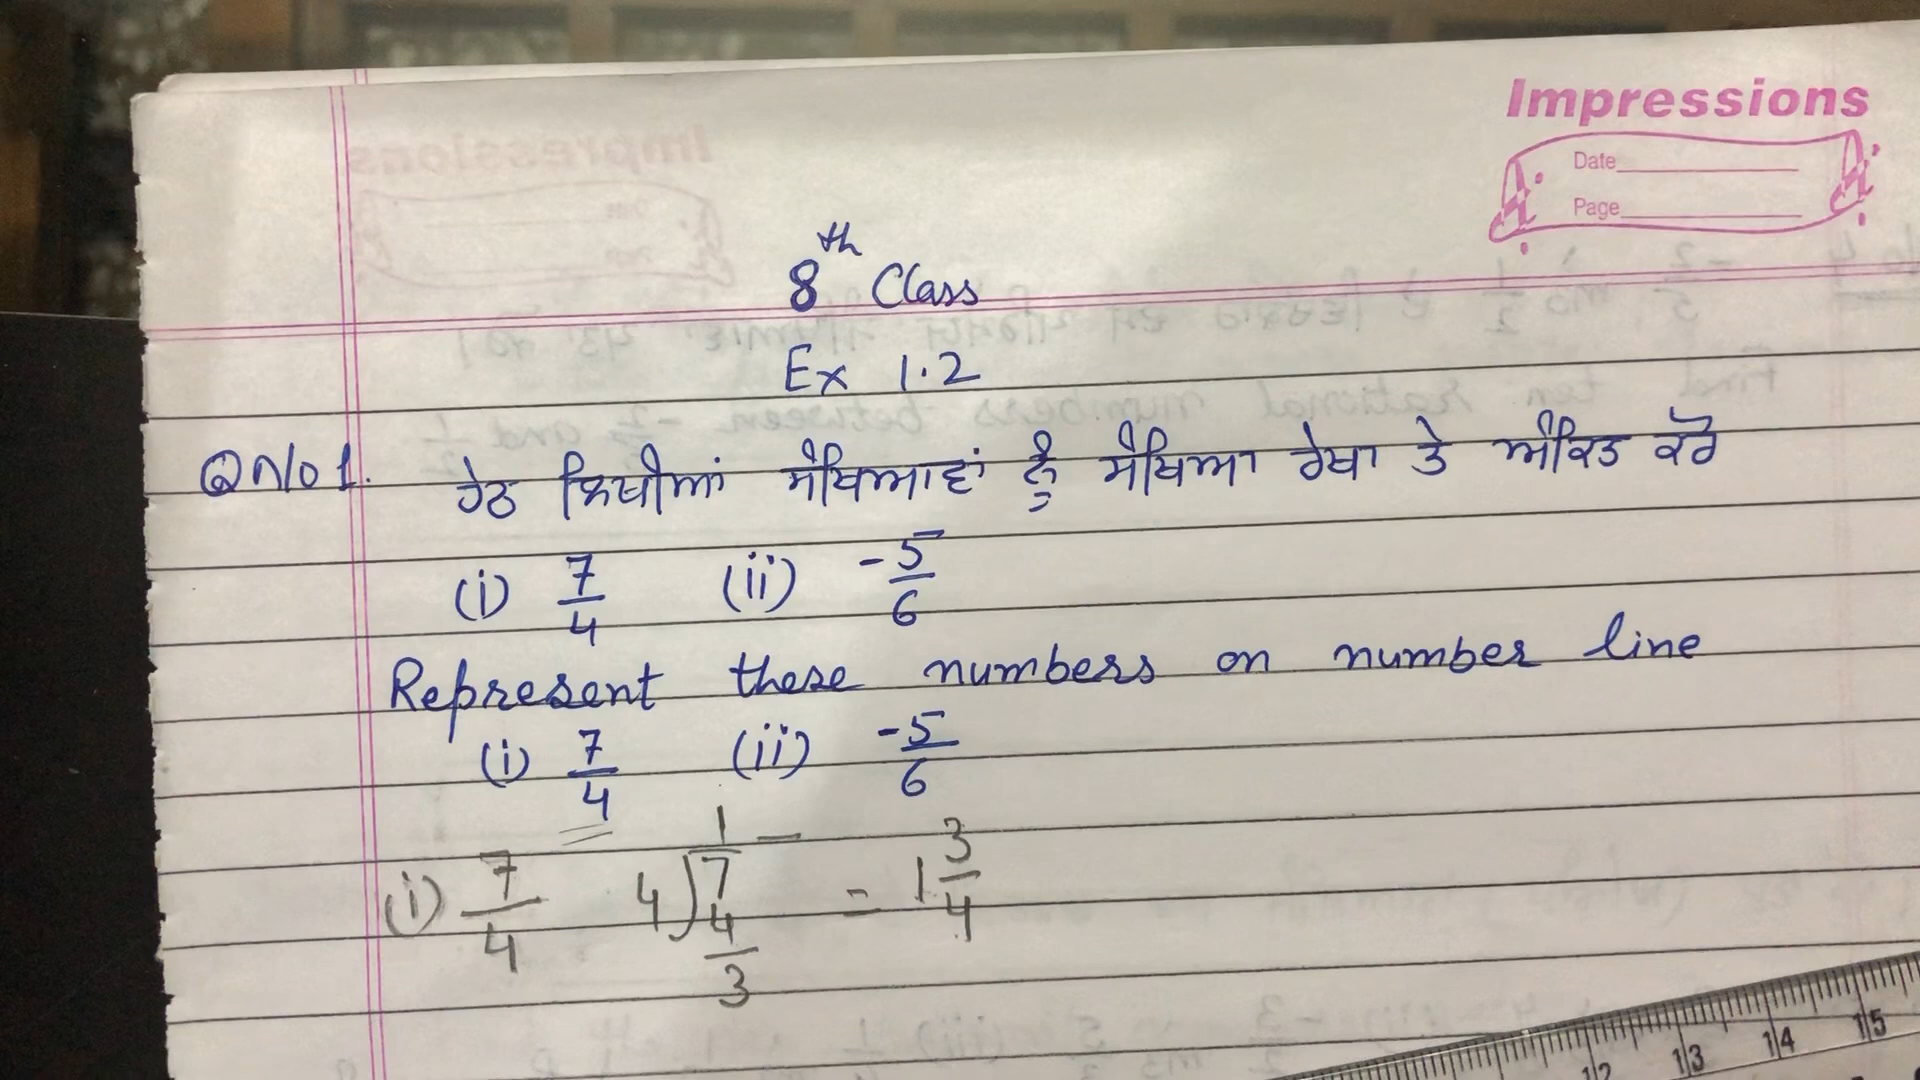 Impressions
Date
Page
8th Class
Ex 1.2
Q No 1. ਹੇਠ ਲਿਖੀਆਂ ਸੰਖਿਆਵਾਂ ਨੂੰ ਸੰਖਿਆ ਰੇਖਾ ਤੇ ਅੰਕਿਤ ਕਰੋ
(i) 7/4 (ii) -5/6
Represent these numbers on number line
(i) 7/4 (ii) -5/6
(i) 7/4 4)7 1 - = 1 3/4
4
3
12 13 14 15